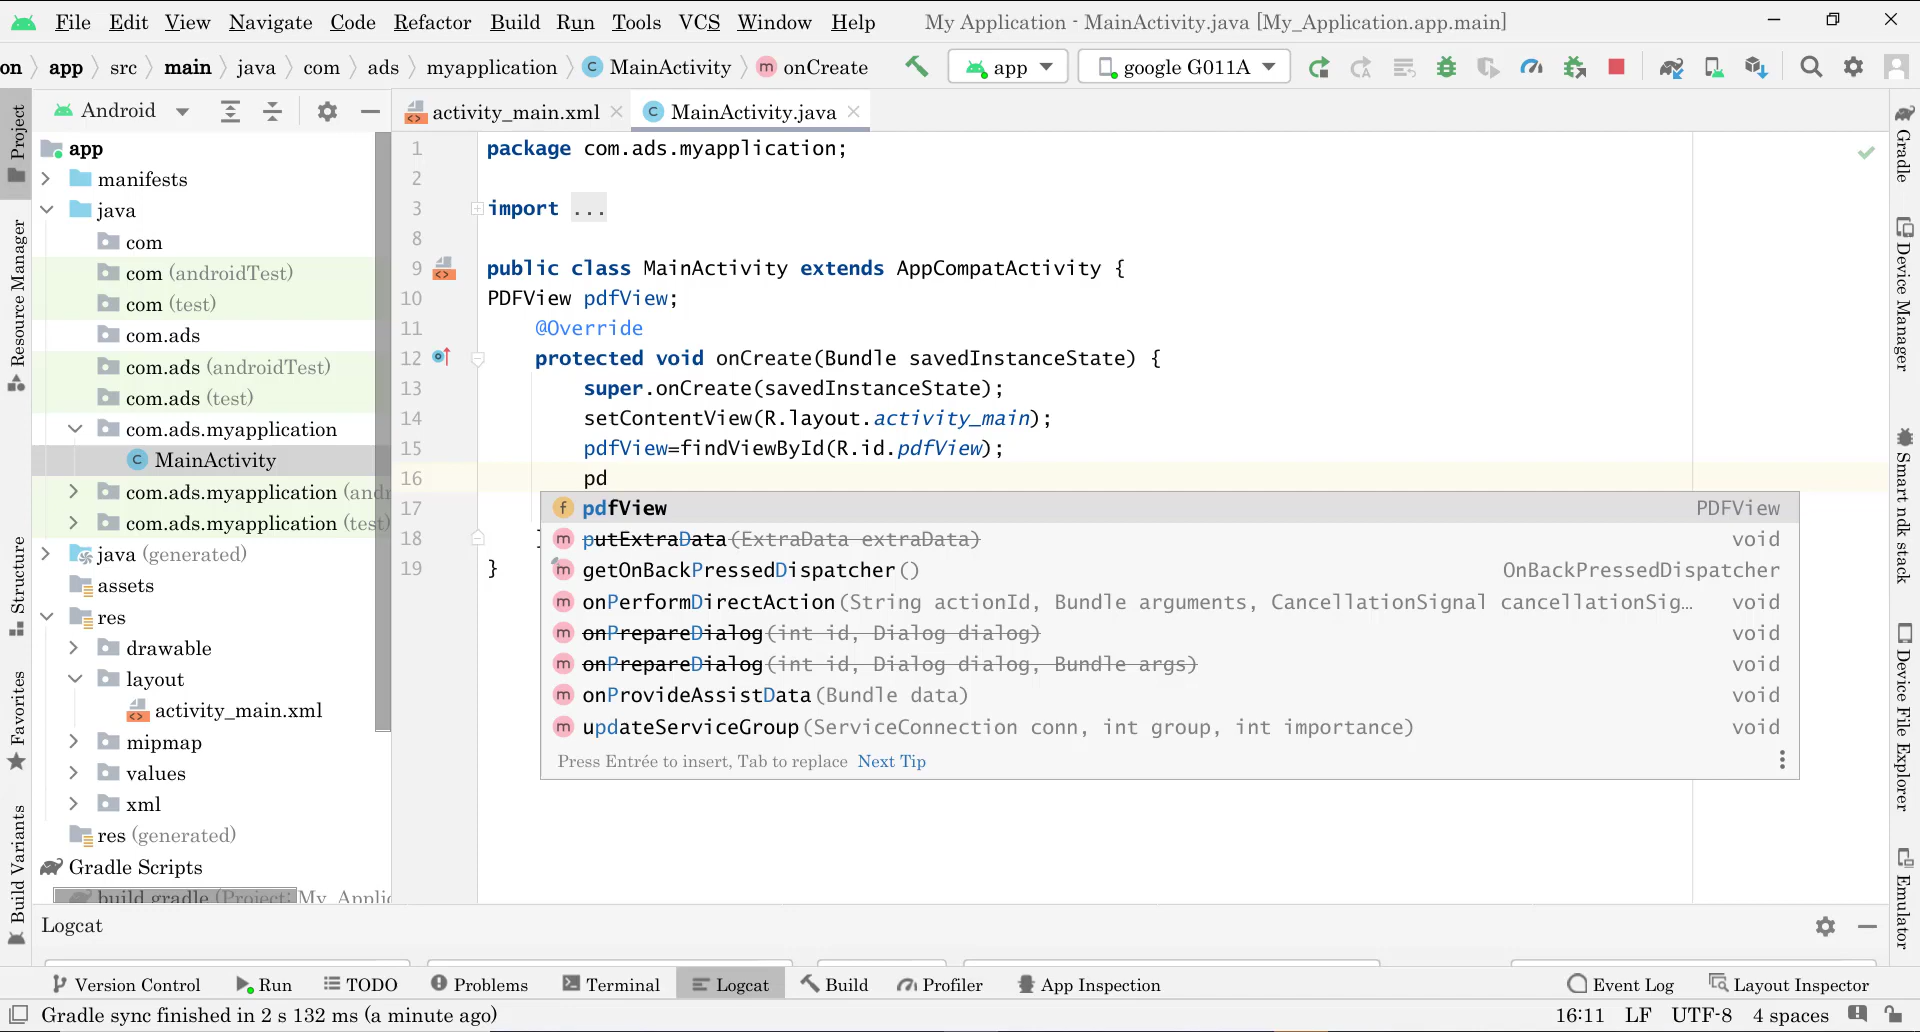 File Edit View Navigate Code Refactor Build Run Tools VCS Window Help My Application - MainActivity.java [My_Application.app.main]
on app src main java com ads myapplication MainActivity onCreate app google G011A
Project
Resource Manager
Structure
Favorites
Build Variants
Android
app
manifests
java
com
com (androidTest)
com (test)
com.ads
com.ads (androidTest)
com.ads (test)
com.ads.myapplication
MainActivity
com.ads.myapplication (andr
com.ads.myapplication (test)
java (generated)
assets
res
drawable
layout
activity_main.xml
mipmap
values
xml
res (generated)
Gradle Scripts
build.gradle (Project: My_Applic
activity_main.xml MainActivity.java
1 package com.ads.myapplication;
2
3 import ...
8
9 public class MainActivity extends AppCompatActivity {
10 PDFView pdfView;
11 @Override
12 protected void onCreate(Bundle savedInstanceState) {
13 super.onCreate(savedInstanceState);
14 setContentView(R.layout.activity_main);
15 pdfView=findViewById(R.id.pdfView);
16 pd
17
18
19 }
pdfView PDFView
putExtraData(ExtraData extraData) void
getOnBackPressedDispatcher() OnBackPressedDispatcher
onPerformDirectAction(String actionId, Bundle arguments, CancellationSignal cancellationSig… void
onPrepareDialog(int id, Dialog dialog) void
onPrepareDialog(int id, Dialog dialog, Bundle args) void
onProvideAssistData(Bundle data) void
updateServiceGroup(ServiceConnection conn, int group, int importance) void
Press Entrée to insert, Tab to replace Next Tip
Gradle
Device Manager
Smart ndk stack
Device File Explorer
Emulator
Logcat
Version Control Run TODO Problems Terminal Logcat Build Profiler App Inspection Event Log Layout Inspector
Gradle sync finished in 2 s 132 ms (a minute ago) 16:11 LF UTF-8 4 spaces